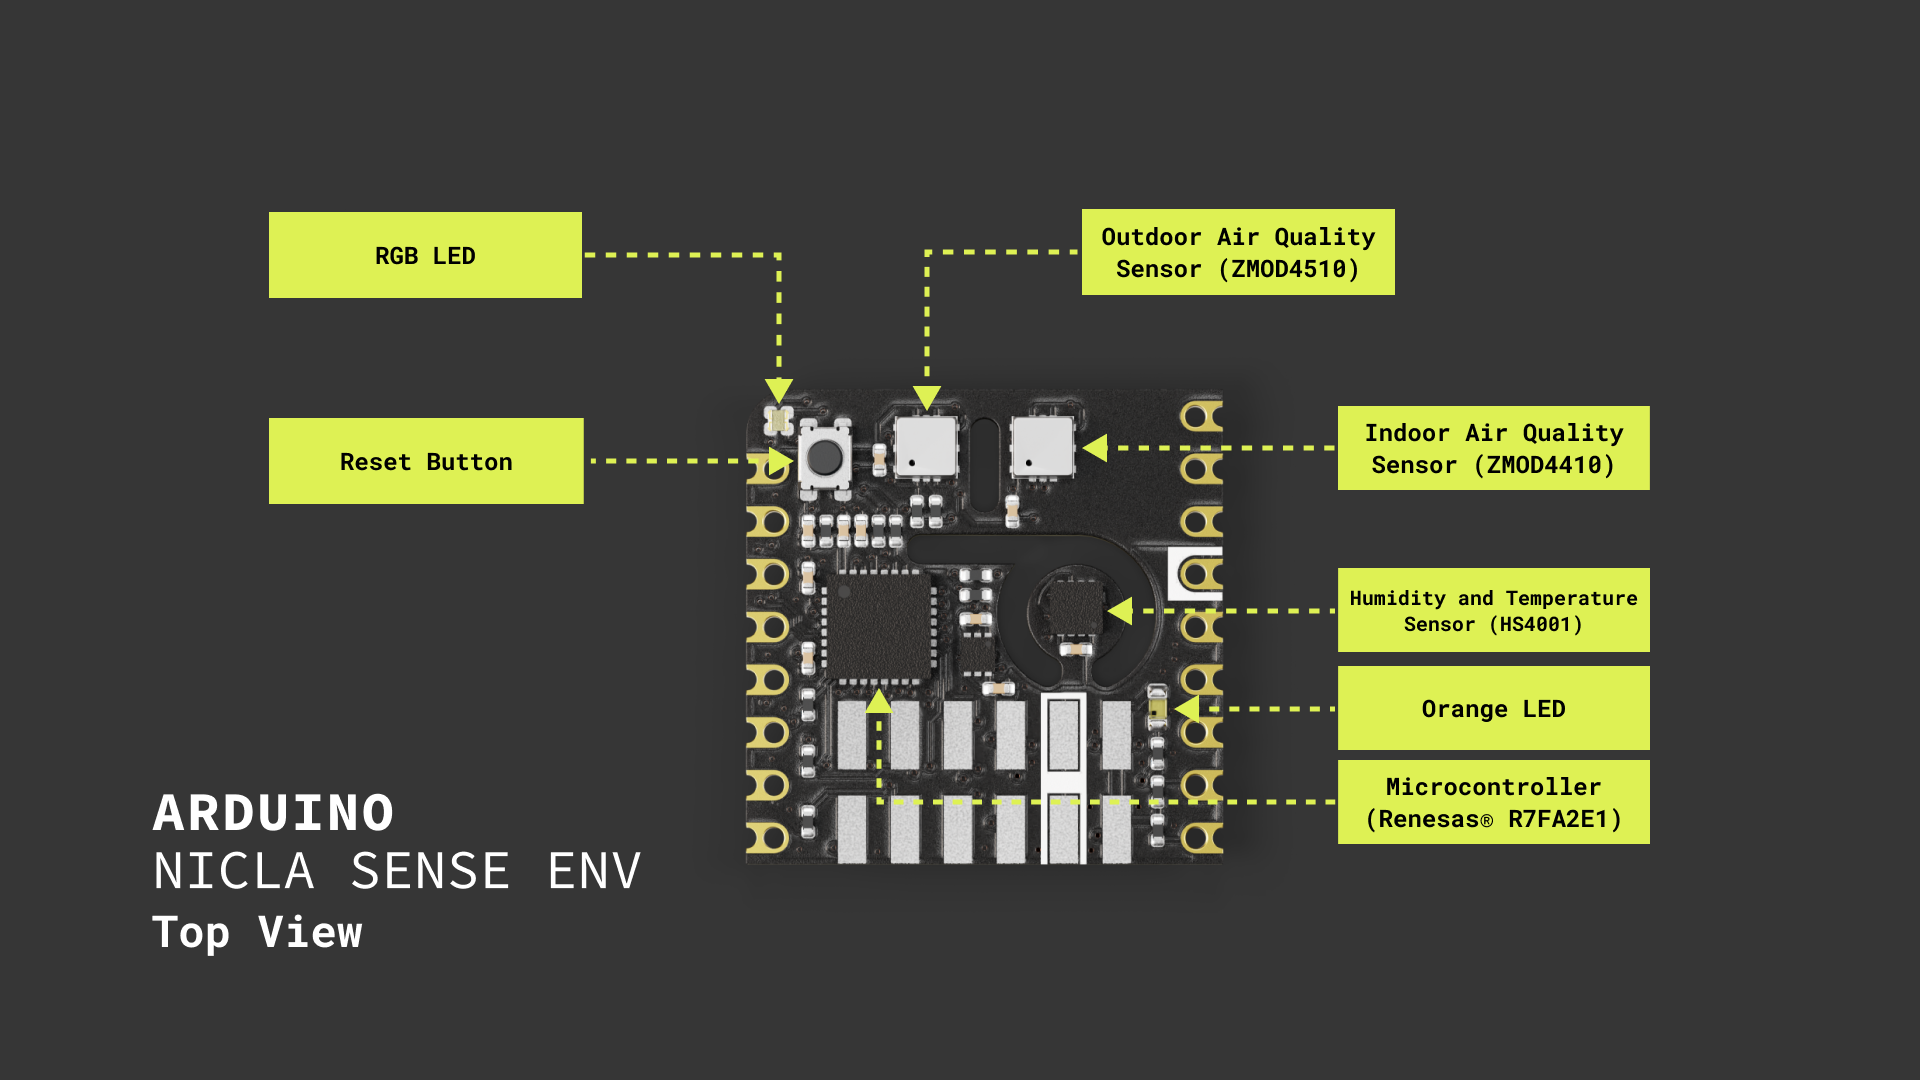 RGB LED
Outdoor Air Quality
Sensor (ZMOD4510)
Reset Button
Indoor Air Quality
Sensor (ZMOD4410)
Humidity and Temperature
Sensor (HS4001)
Orange LED
Microcontroller
(Renesas® R7FA2E1)
ARDUINO
NICLA SENSE ENV
Top View